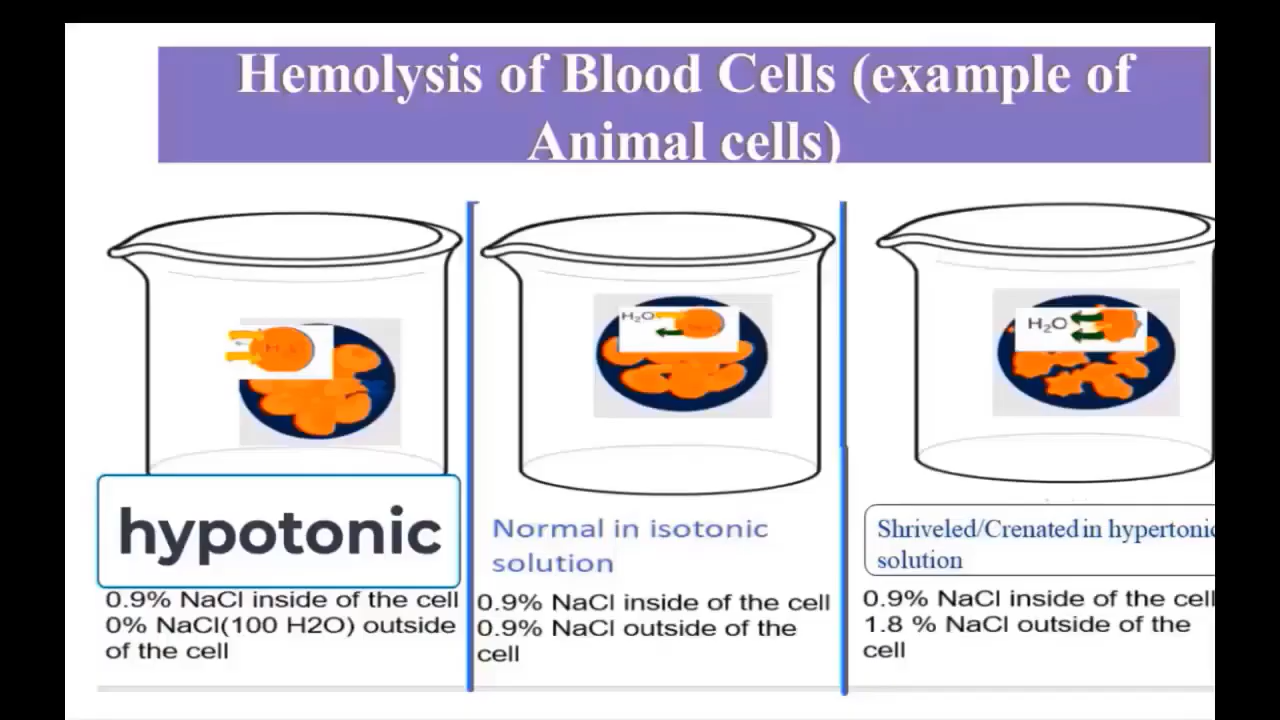 Hemolysis of Blood Cells (example of
Animal cells)
H2O
H₂O
H₂O
hypotonic
Normal in isotonic
solution
Shriveled/Crenated in hypertonic
solution
0.9% NaCl inside of the cell
0% NaCl(100 H2O) outside
of the cell
0.9% NaCl inside of the cell
0.9% NaCl outside of the
cell
0.9% NaCl inside of the cell
1.8 % NaCl outside of the
cell